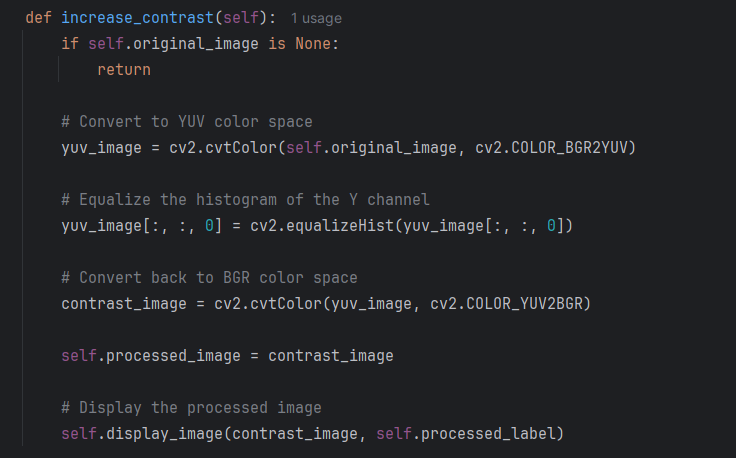 def increase_contrast(self): 1 usage
if self.original_image is None:
return
# Convert to YUV color space
yuv_image = cv2.cvtColor(self.original_image, cv2.COLOR_BGR2YUV)
# Equalize the histogram of the Y channel
yuv_image[:, :, 0] = cv2.equalizeHist(yuv_image[:, :, 0])
# Convert back to BGR color space
contrast_image = cv2.cvtColor(yuv_image, cv2.COLOR_YUV2BGR)
self.processed_image = contrast_image
# Display the processed image
self.display_image(contrast_image, self.processed_label)